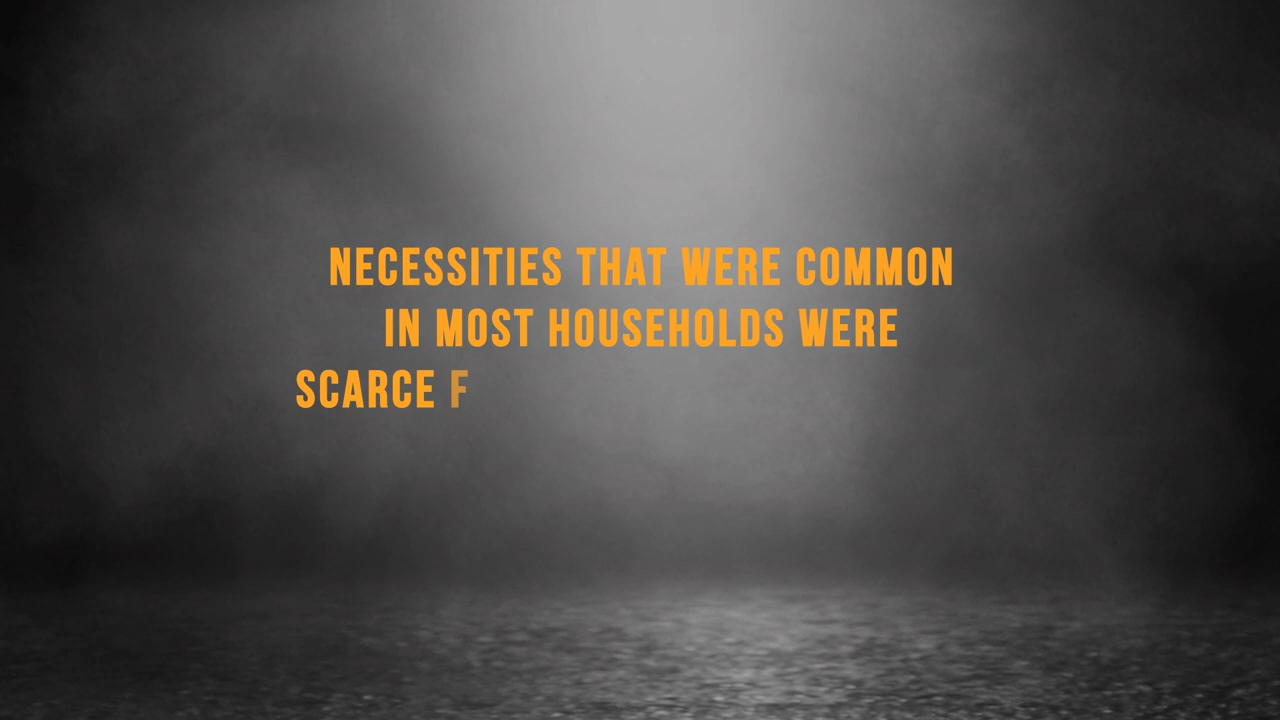 NECESSITIES THAT WERE COMMON
IN MOST HOUSEHOLDS WERE
SCARCE F